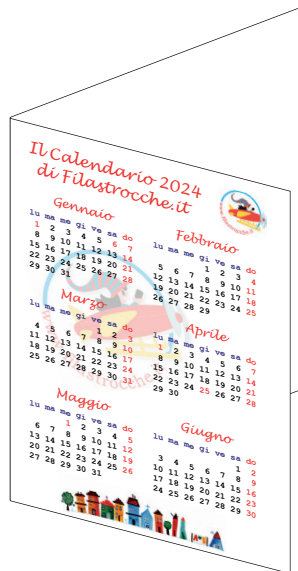 Il Calendario 2024
di Filastrocche.it
Gennaio
lu ma me gi ve sa do
1 2 3 4 5 6 7
8 9 10 11 12 13 14
15 16 17 18 19 20 21
22 23 24 25 26 27 28
29 30 31
Febbraio
lu ma me gi ve sa do
1 2 3 4
5 6 7 8 9 10 11
12 13 14 15 16 17 18
19 20 21 22 23 24 25
26 27 28 29
Marzo
lu ma me gi ve sa do
1 2 3
4 5 6 7 8 9 10
11 12 13 14 15 16 17
18 19 20 21 22 23 24
25 26 27 28 29 30 31
Aprile
lu ma me gi ve sa do
1 2 3 4 5 6 7
8 9 10 11 12 13 14
15 16 17 18 19 20 21
22 23 24 25 26 27 28
29 30
Maggio
lu ma me gi ve sa do
1 2 3 4 5
6 7 8 9 10 11 12
13 14 15 16 17 18 19
20 21 22 23 24 25 26
27 28 29 30 31
Giugno
lu ma me gi ve sa do
1 2
3 4 5 6 7 8 9
10 11 12 13 14 15 16
17 18 19 20 21 22 23
24 25 26 27 28 29 30